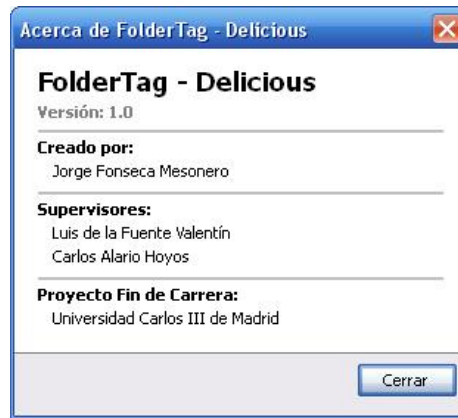 Acerca de FolderTag - Delicious
FolderTag - Delicious
Versión: 1.0
Creado por:
Jorge Fonseca Mesonero
Supervisores:
Luis de la Fuente Valentín
Carlos Alario Hoyos
Proyecto Fin de Carrera:
Universidad Carlos III de Madrid
Cerrar